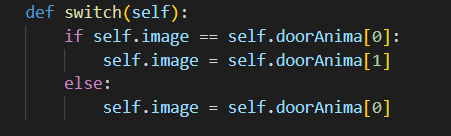 def switch(self):
    if self.image == self.doorAnima[0]:
        self.image = self.doorAnima[1]
    else:
        self.image = self.doorAnima[0]